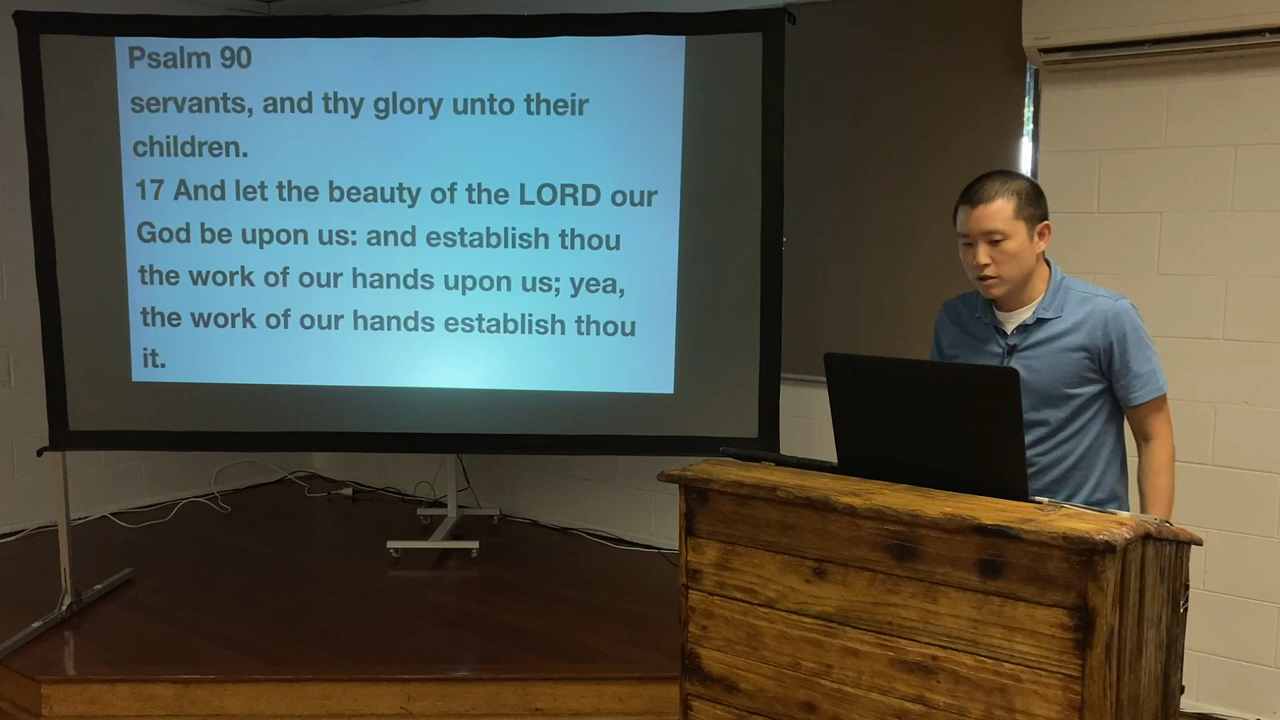 Psalm 90
servants, and thy glory unto their
children.
17 And let the beauty of the LORD our
God be upon us: and establish thou
the work of our hands upon us; yea,
the work of our hands establish thou
it.